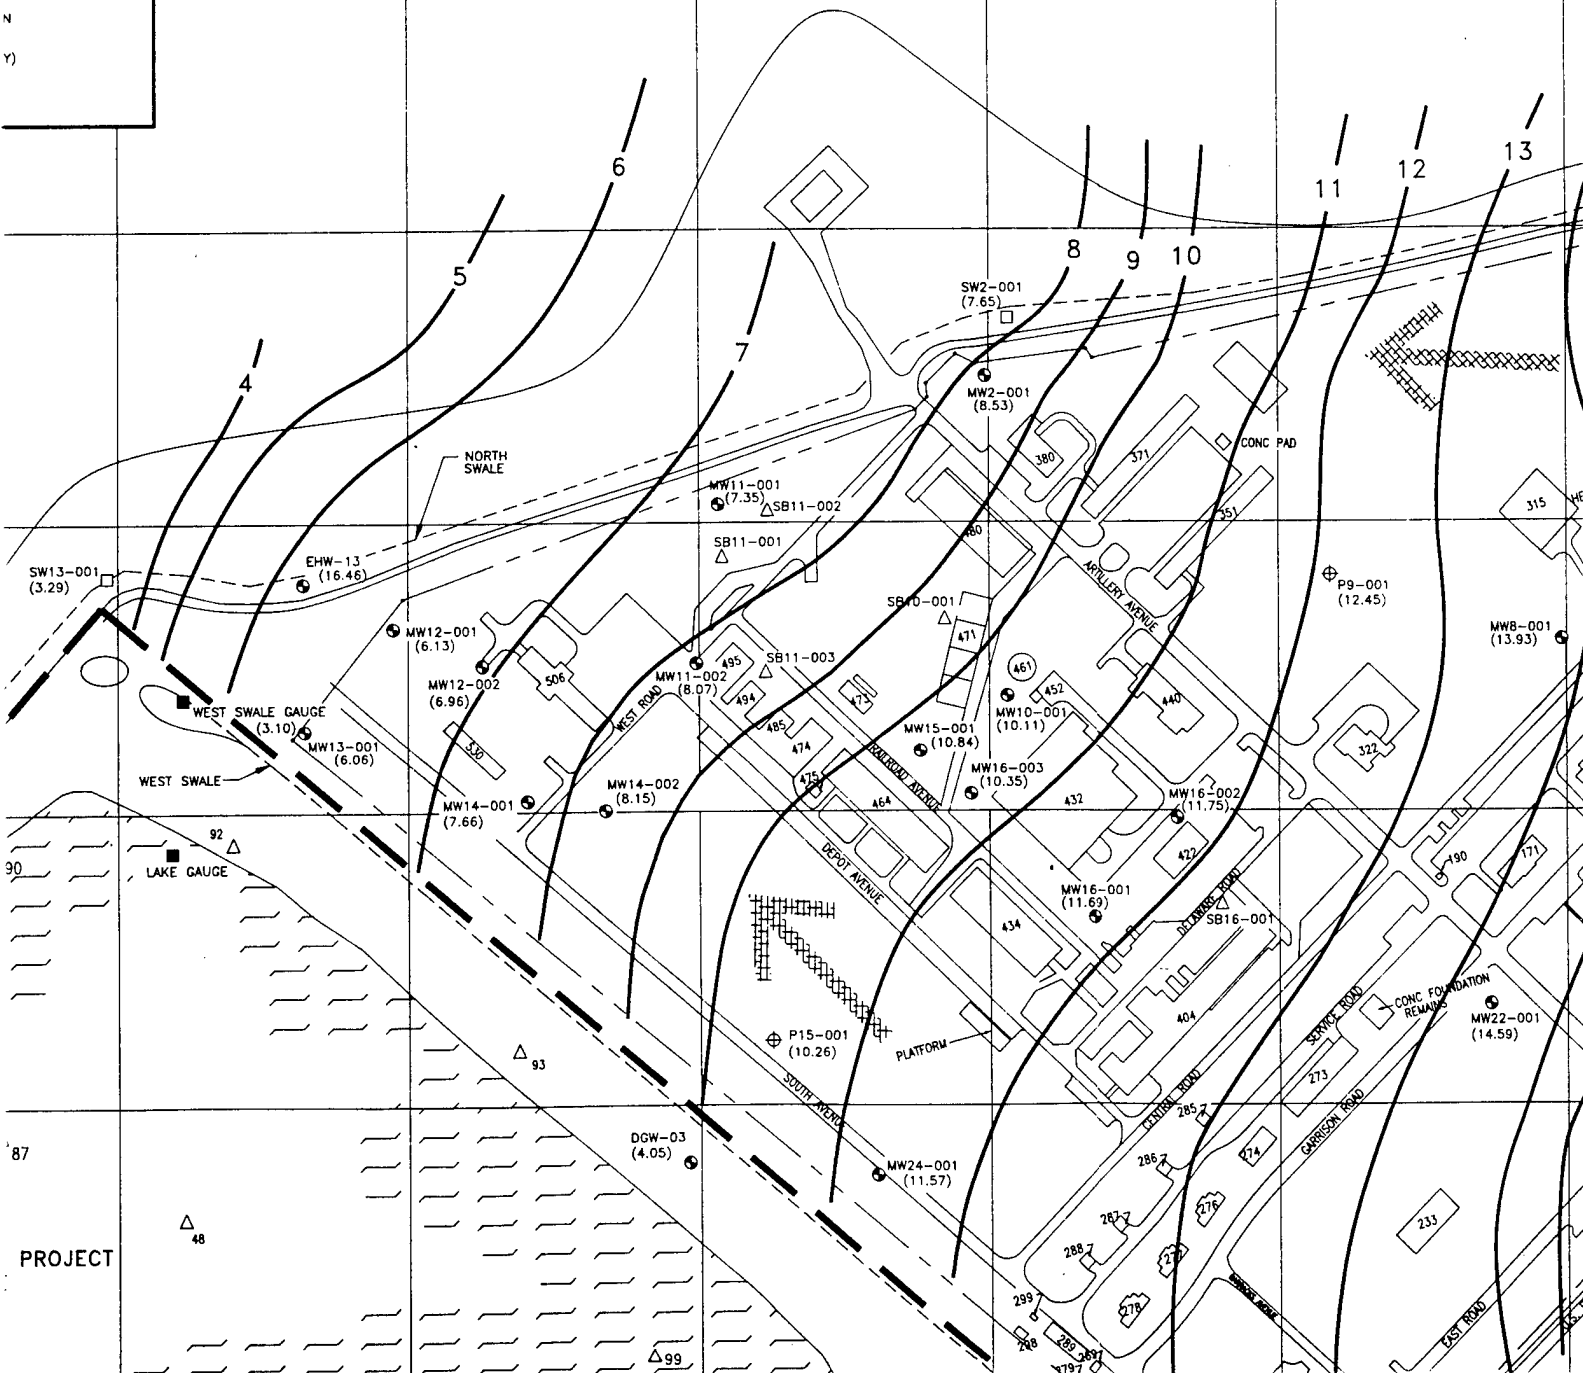 N
Y)
6
13
12
11
5
8
9
10
SW2-001
(7.65)
7
4
MW2-001
(8.53)
CONC PAD
380
371
NORTH
SWALE
MW11-001
(7.35)
SB11-002
351
315
HE
480
SB11-001
EHW-13
(16.46)
SW13-001
(3.29)
ARTILLERY AVENUE
P9-001
(12.45)
SB10-001
MW12-001
(6.13)
471
MW8-001
(13.93)
495
SB11-003
461
MW11-002
(8.07)
MW12-002
(6.96)
506
494
473
452
440
WEST ROAD
485
MW10-001
(10.11)
WEST SWALE GAUGE
(3.10)
MW13-001
(6.06)
530
474
MW15-001
(10.84)
322
RAILROAD AVENUE
WEST SWALE
475
MW14-002
(8.15)
MW16-003
(10.35)
MW14-001
(7.66)
464
432
MW16-002
(11.75)
92
LAKE GAUGE
90
DEPOT AVENUE
422
190
171
MW16-001
(11.69)
DELAWARE ROAD
SB16-001
434
CONC FOUNDATION
REMAINS
MW22-001
(14.59)
404
SERVICE ROAD
P15-001
(10.26)
PLATFORM
93
273
SOUTH AVENUE
CENTRAL ROAD
285
GARRISON ROAD
87
DGW-03
(4.05)
286
274
MW24-001
(11.57)
276
287
233
48
288
277
PROJECT
299
278
EAST ROAD
298
289
269
279
99